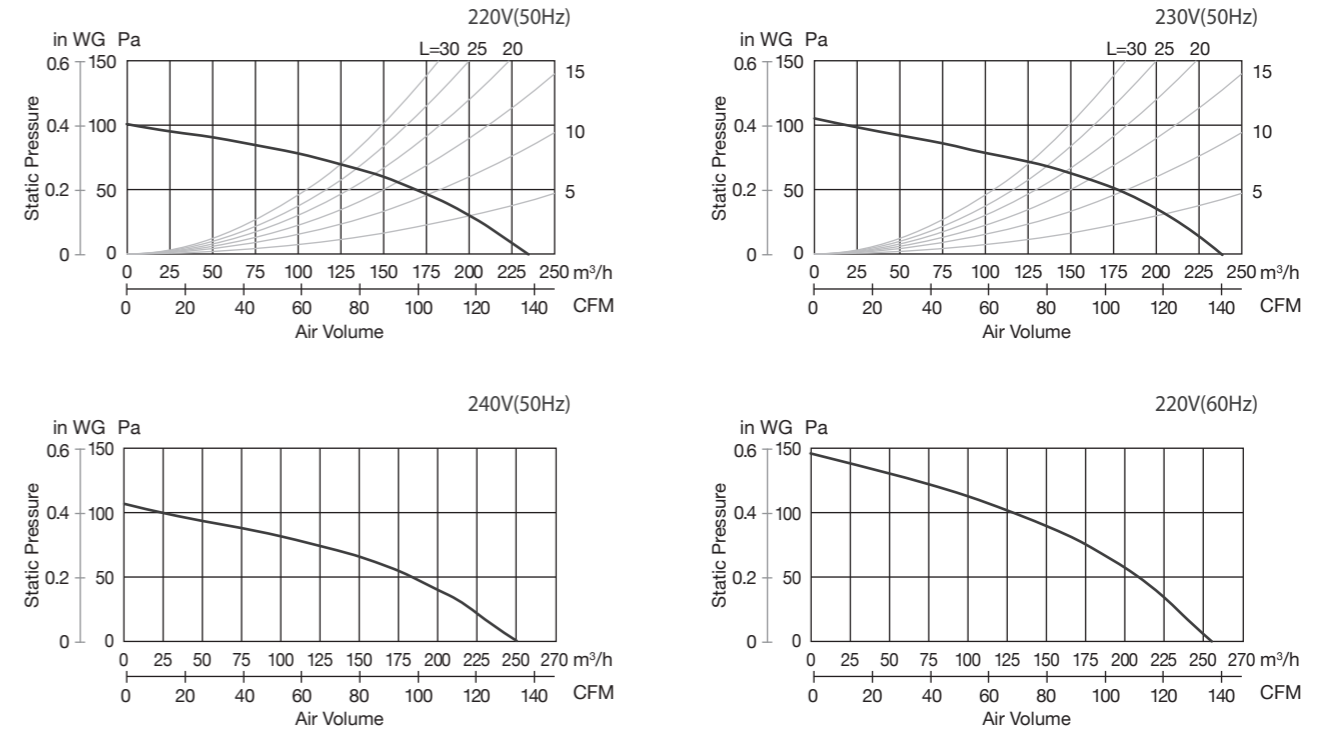 220V(50Hz)
in WG Pa
L=30 25 20
0.6 150
15
0.4 100
10
0.2 50
5
0 0
Static Pressure
0 25 50 75 100 125 150 175 200 225 250 m³/h
0 20 40 60 80 100 120 140 CFM
Air Volume
230V(50Hz)
in WG Pa
L=30 25 20
0.6 150
15
0.4 100
10
0.2 50
5
0 0
Static Pressure
0 25 50 75 100 125 150 175 200 225 250 m³/h
0 20 40 60 80 100 120 140 CFM
Air Volume
240V(50Hz)
in WG Pa
0.6 150
0.4 100
0.2 50
0 0
Static Pressure
0 25 50 75 100 125 150 175 200 225 250 270 m³/h
0 20 40 60 80 100 120 140 CFM
Air Volume
220V(60Hz)
in WG Pa
0.6 150
0.4 100
0.2 50
0 0
Static Pressure
0 25 50 75 100 125 150 175 200 225 250 270 m³/h
0 20 40 60 80 100 120 140 CFM
Air Volume